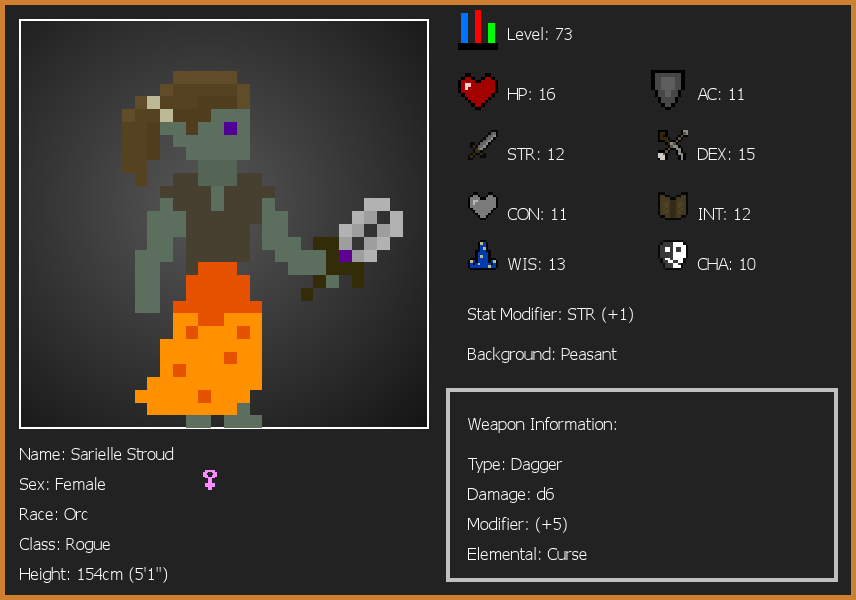 Level: 73
HP: 16
AC: 11
STR: 12
DEX: 15
CON: 11
INT: 12
WIS: 13
CHA: 10
Stat Modifier: STR (+1)
Background: Peasant
Weapon Information:
Type: Dagger
Damage: d6
Modifier: (+5)
Elemental: Curse
Name: Sarielle Stroud
Sex: Female
Race: Orc
Class: Rogue
Height: 154cm (5'1")